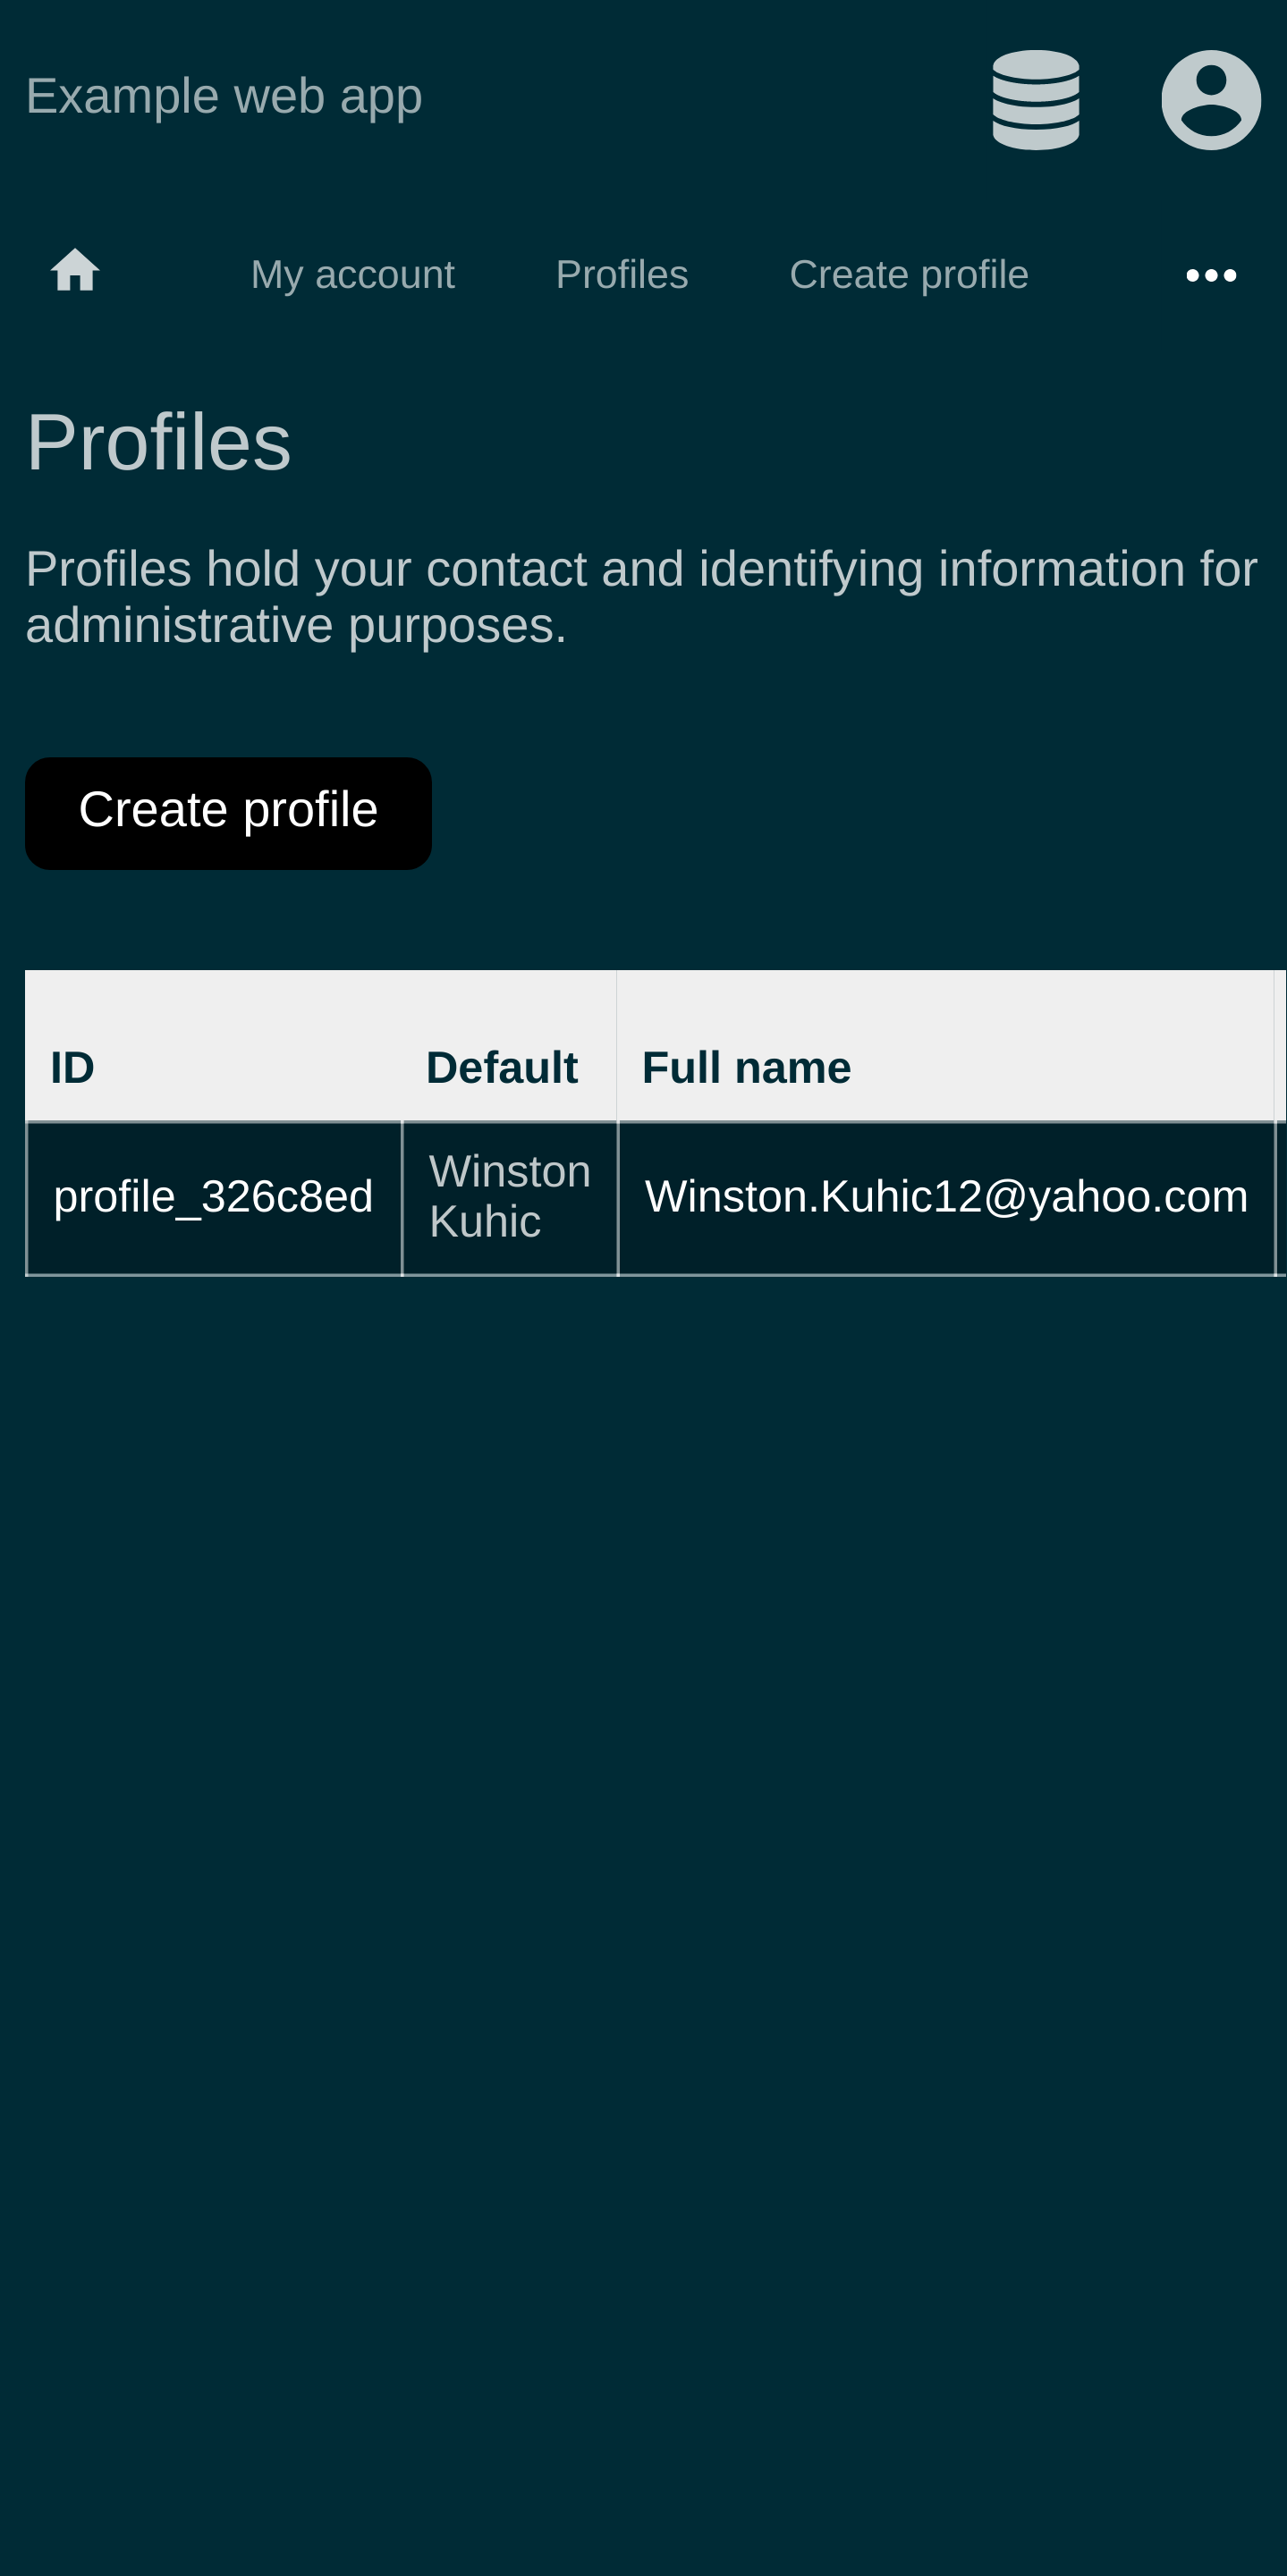 Example web app
My account Profiles Create profile
Profiles
Profiles hold your contact and identifying information for
administrative purposes.
Create profile
ID Default Full name
profile_326c8ed Winston Kuhic Winston.Kuhic12@yahoo.com